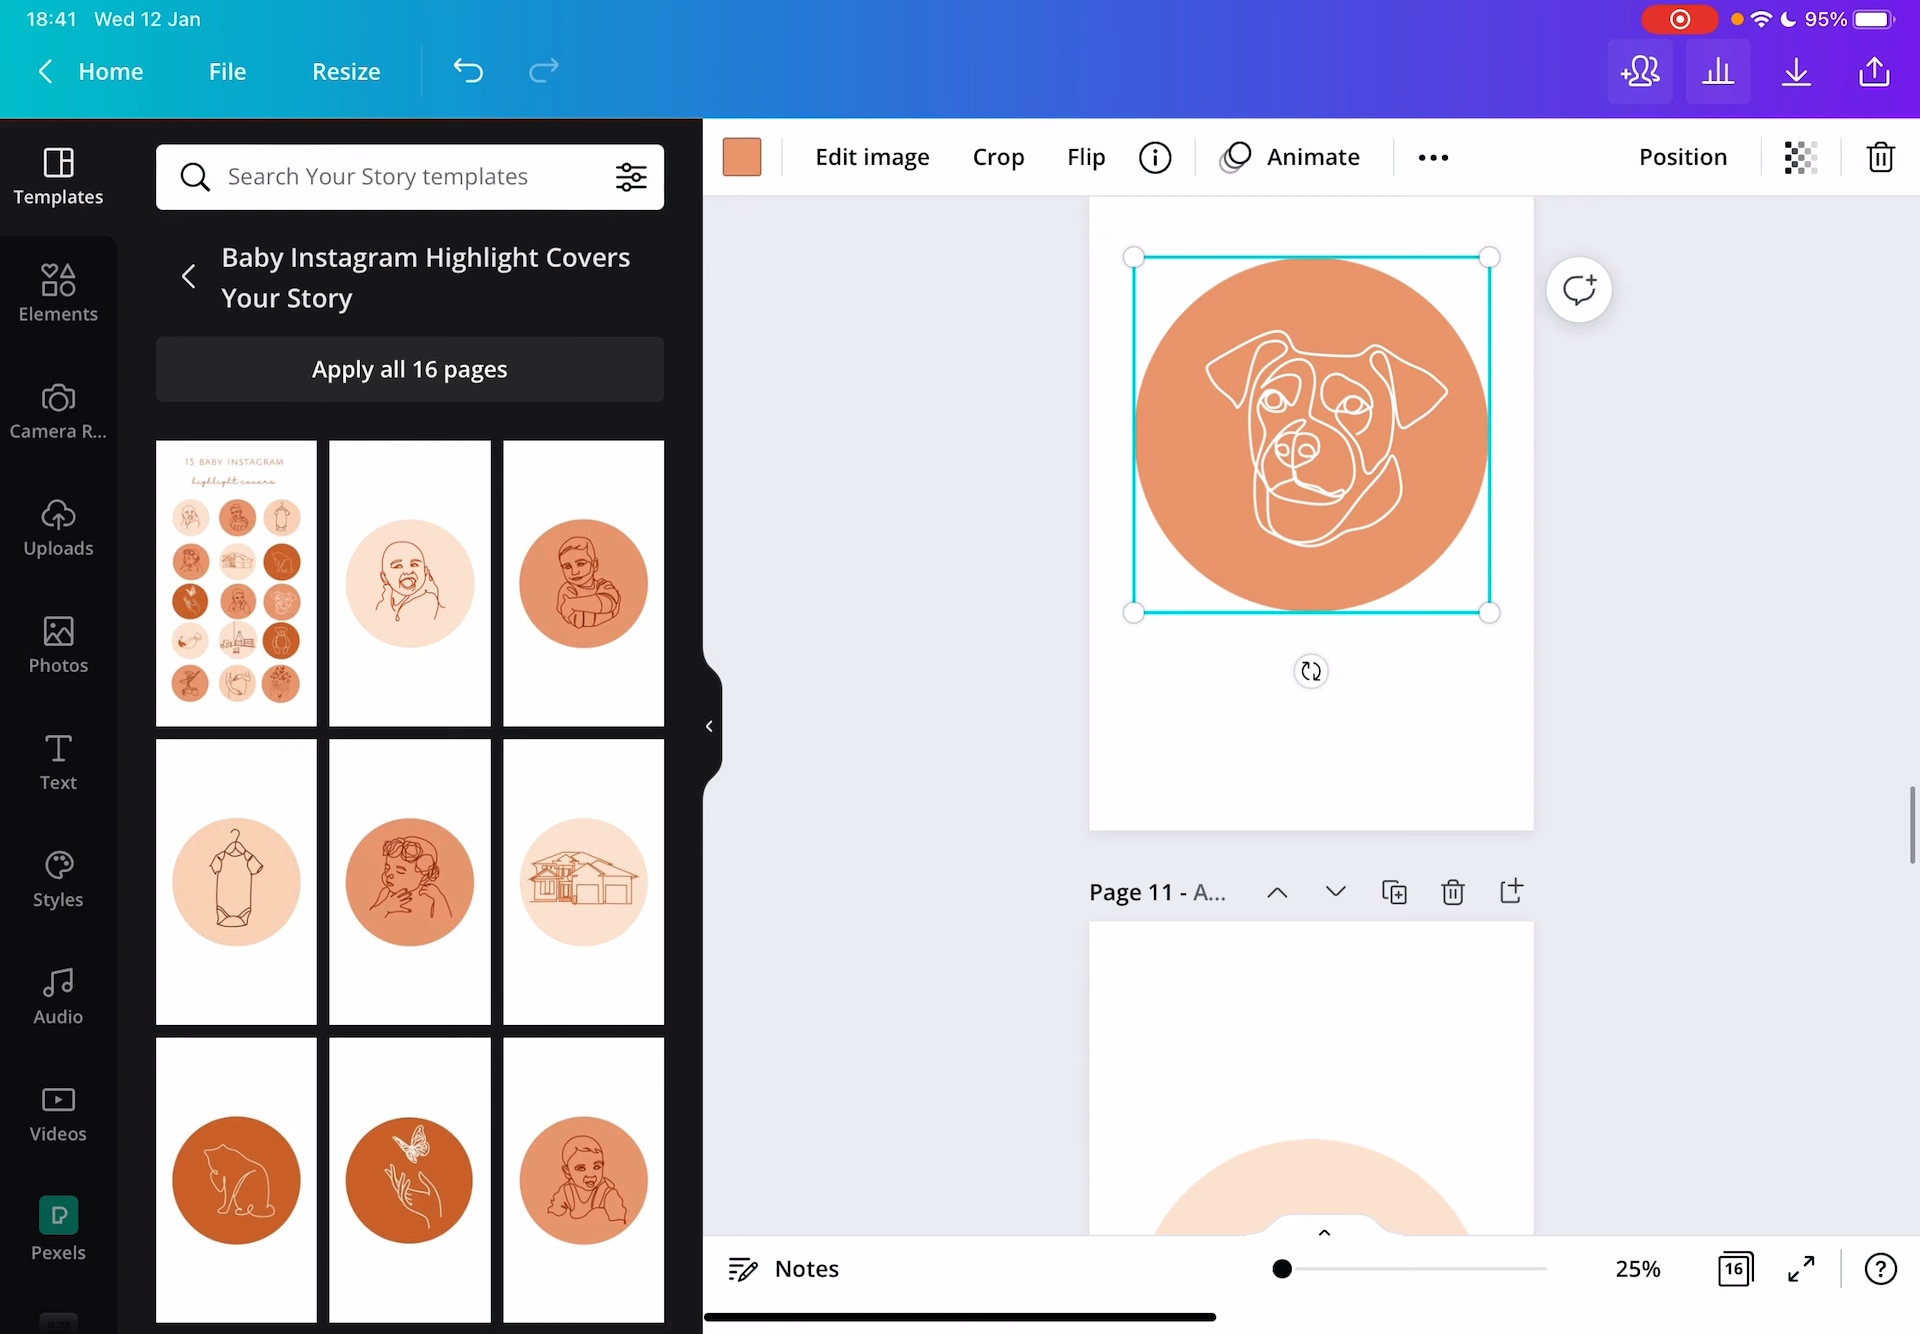 18:41 Wed 12 Jan
95%
Home File Resize
Templates
Elements
Camera R...
Uploads
Photos
Text
Styles
Audio
Videos
Pexels
Search Your Story templates
Baby Instagram Highlight Covers
Your Story
Apply all 16 pages
15 BABY INSTAGRAM
highlight covers
Edit image Crop Flip Animate Position
Page 11 - A...
Notes 25% 16